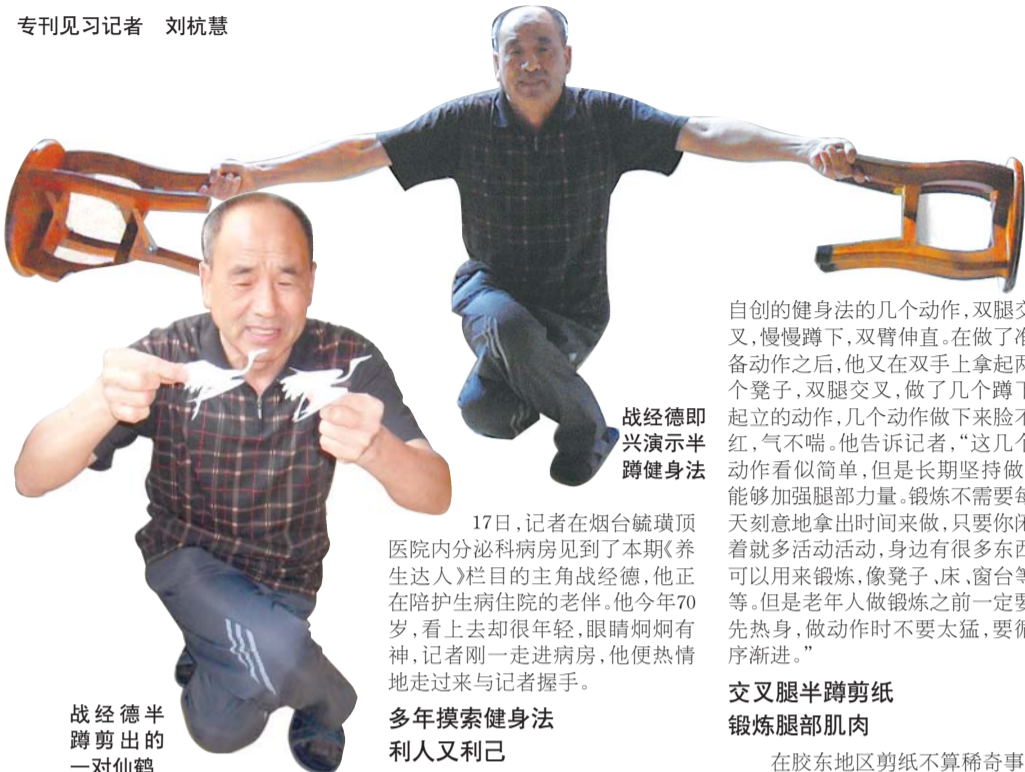 专刊见习记者 刘杭慧
战经德即
兴演示半
蹲健身法
战经德半
蹲剪出的
一对仙鹤
17日,记者在烟台毓璜顶
医院内分泌科病房见到了本期《养
生达人》栏目的主角战经德,他正
在陪护生病住院的老伴。他今年70
岁,看上去却很年轻,眼睛炯炯有
神,记者刚一走进病房,他便热情
地走过来与记者握手。
多年摸索健身法
利人又利己
自创的健身法的几个动作,双腿交
叉,慢慢蹲下,双臂伸直。在做了准
备动作之后,他又在双手上拿起两
个凳子,双腿交叉,做了几个蹲下
起立的动作,几个动作做下来脸不
红,气不喘。他告诉记者,“这几个
动作看似简单,但是长期坚持做
能够加强腿部力量。锻炼不需要每
天刻意地拿出时间来做,只要你闲
着就多活动活动,身边有很多东西
可以用来锻炼,像凳子、床、窗台等
等。但是老年人做锻炼之前一定要
先热身,做动作时不要太猛,要循
序渐进。”
交叉腿半蹲剪纸
锻炼腿部肌肉
在胶东地区剪纸不算稀奇事